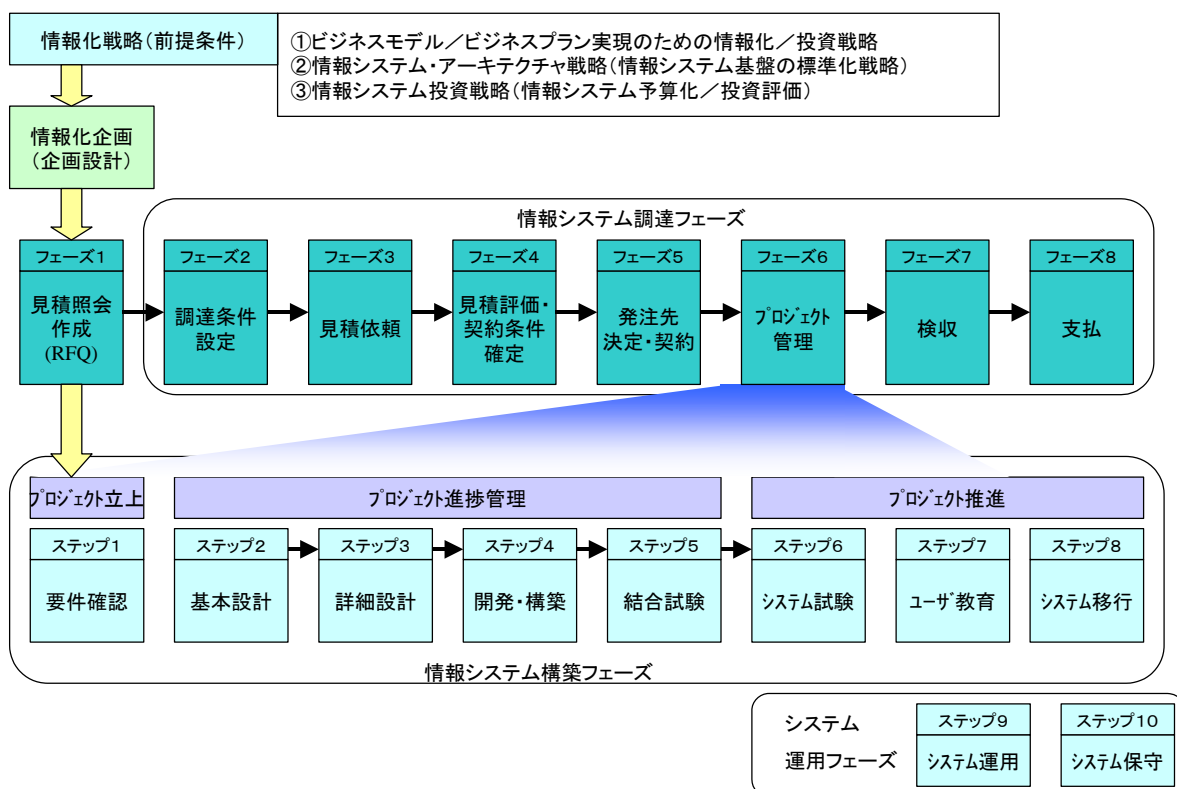 情報化戦略(前提条件)
①ビジネスモデル/ビジネスプラン実現のための情報化/投資戦略
②情報システム・アーキテクチャ戦略(情報システム基盤の標準化戦略)
③情報システム投資戦略(情報システム予算化/投資評価)
情報化企画
(企画設計)
情報システム調達フェーズ
フェーズ1
見積照会
作成
(RFQ)
フェーズ2
調達条件
設定
フェーズ3
見積依頼
フェーズ4
見積評価・
契約条件
確定
フェーズ5
発注先
決定・契約
フェーズ6
プロジェクト
管理
フェーズ7
検収
フェーズ8
支払
プロジェクト立上
プロジェクト進捗管理
プロジェクト推進
ステップ1
要件確認
ステップ2
基本設計
ステップ3
詳細設計
ステップ4
開発・構築
ステップ5
結合試験
ステップ6
システム試験
ステップ7
ユーザ教育
ステップ8
システム移行
情報システム構築フェーズ
システム
運用フェーズ
ステップ9
システム運用
ステップ10
システム保守